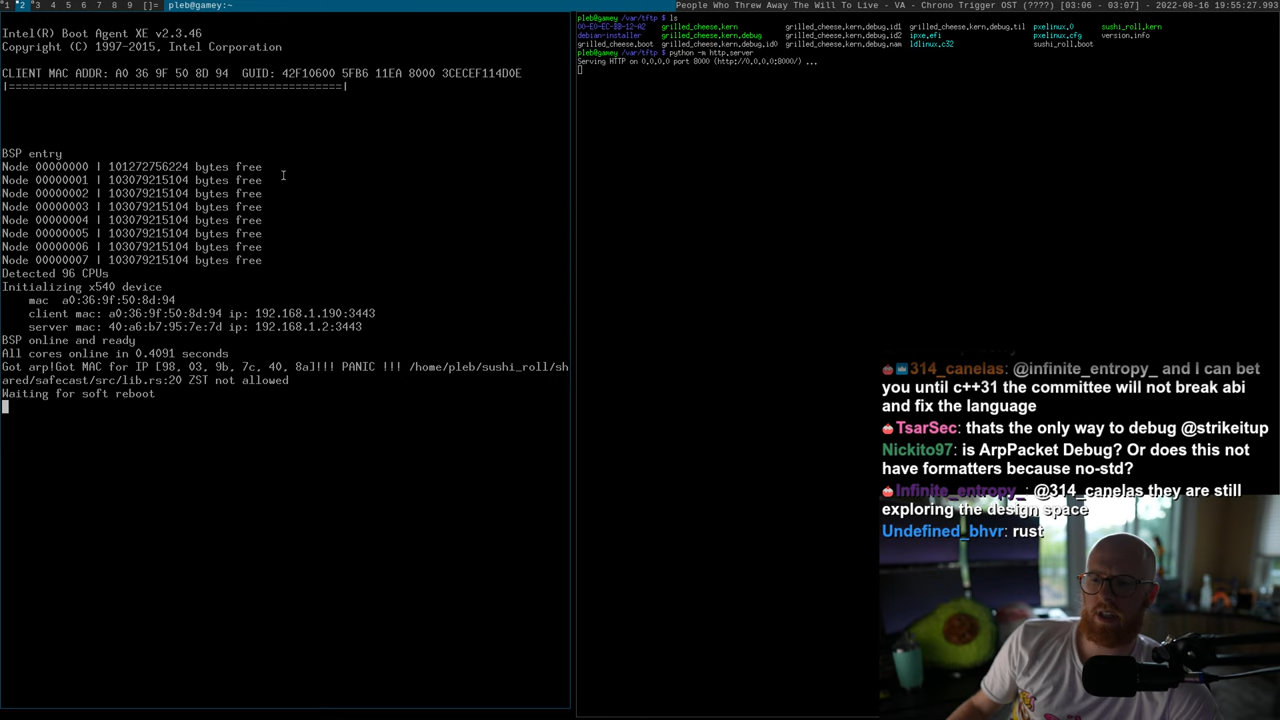 1 2 3 4 5 6 7 8 9 []= pleb@gamey:~
People Who Threw Away The Will To Live - VA - Chrono Trigger OST (????) [03:06 - 03:07] - 2022-08-16 19:55:27.993
Intel(R) Boot Agent XE v2.3.46
Copyright (C) 1997-2015, Intel Corporation
CLIENT MAC ADDR: A0 36 9F 50 8D 94  GUID: 42F10600 5FB6 11EA 8000 3CECEF114D0E
|==================================================|
BSP entry
Node 00000000 | 101272756224 bytes free
Node 00000001 | 103079215104 bytes free
Node 00000002 | 103079215104 bytes free
Node 00000003 | 103079215104 bytes free
Node 00000004 | 103079215104 bytes free
Node 00000005 | 103079215104 bytes free
Node 00000006 | 103079215104 bytes free
Node 00000007 | 103079215104 bytes free
Detected 96 CPUs
Initializing x540 device
mac  a0:36:9f:50:8d:94
client mac: a0:36:9f:50:8d:94 ip: 192.168.1.190:3443
server mac: 40:a6:b7:95:7e:7d ip: 192.168.1.2:3443
BSP online and ready
All cores online in 0.4091 seconds
Got arp!Got MAC for IP [98, 03, 9b, 7c, 40, 8a]!!! PANIC !!! /home/pleb/sushi_roll/sh
ared/safecast/src/lib.rs:20 ZST not allowed
Waiting for soft reboot
pleb@gamey /var/tftp $ ls
00-E0-EC-BB-12-A2 grilled_cheese.kern grilled_cheese.kern.debug.id1 grilled_cheese.kern.debug.til pxelinux.0 sushi_roll.kern
debian-installer grilled_cheese.kern.debug grilled_cheese.kern.debug.id2 ipxe.efi pxelinux.cfg version.info
grilled_cheese.boot grilled_cheese.kern.debug.id0 grilled_cheese.kern.debug.nam ldlinux.c32 sushi_roll.boot
pleb@gamey /var/tftp $ python -m http.server
Serving HTTP on 0.0.0.0 port 8000 (http://0.0.0.0:8000/) ...
314_canelas: @infinite_entropy_ and I can bet
you until c++31 the committee will not break abi
and fix the language
TsarSec: thats the only way to debug @strikeitup
Nickito97: is ArpPacket Debug? Or does this not
have formatters because no-std?
Infinite_entropy_: @314_canelas they are still
exploring the design space
Undefined_bhvr: rust